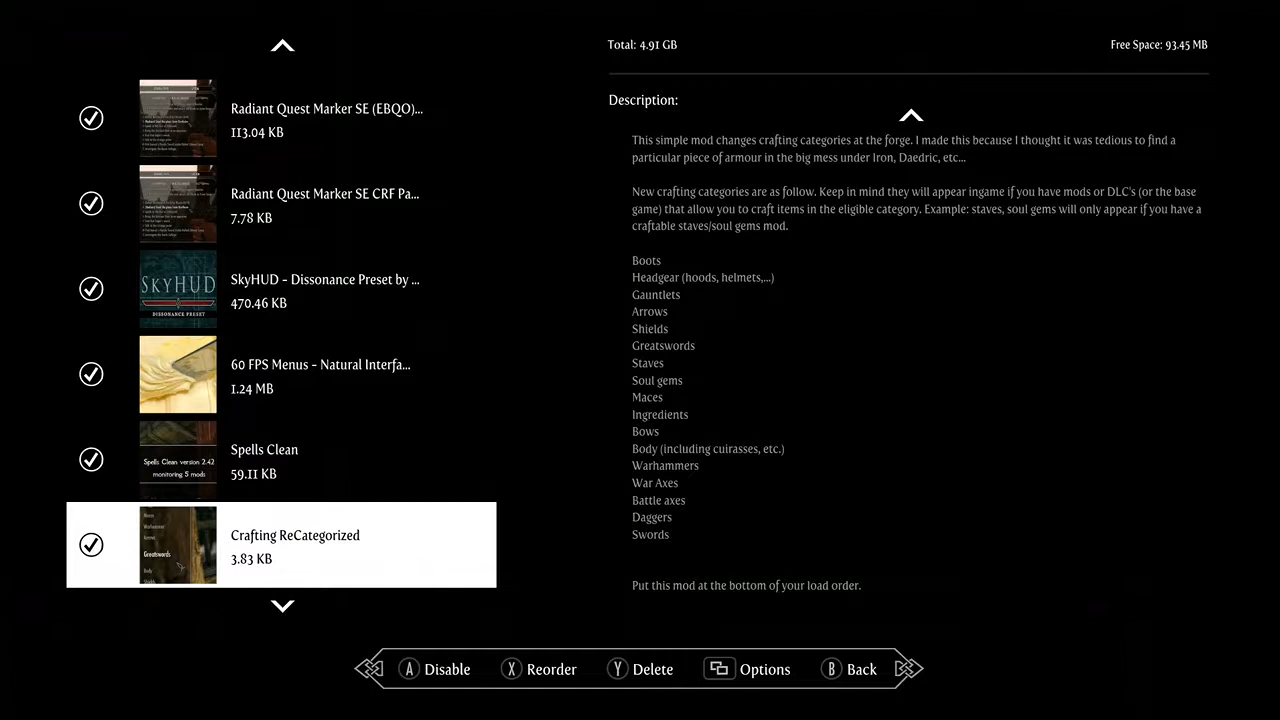 Total: 4.91 GB
Free Space: 93.45 MB
Radiant Quest Marker SE (EBQO)...
113.04 KB
Radiant Quest Marker SE CRF Pa...
7.78 KB
SKYHUD
DISSONANCE PRESET
SkyHUD - Dissonance Preset by ...
470.46 KB
60 FPS Menus - Natural Interfa...
1.24 MB
Spells Clean version 2.42
monitoring 5 mods
Spells Clean
59.11 KB
Warhammer
Greatswords
Body
Shields
Crafting ReCategorized
3.83 KB
Description:
This simple mod changes crafting categories at the forge. I made this because I thought it was tedious to find a
particular piece of armour in the big mess under Iron, Daedric, etc...
New crafting categories are as follow. Keep in mind they will appear ingame if you have mods or DLC's (or the base
game) that allow you to craft items in the eligible category. Example: staves, soul gems will only appear if you have a
craftable staves/soul gems mod.
Boots
Headgear (hoods, helmets,...)
Gauntlets
Arrows
Shields
Greatswords
Staves
Soul gems
Maces
Ingredients
Bows
Body (including cuirasses, etc.)
Warhammers
War Axes
Battle axes
Daggers
Swords
Put this mod at the bottom of your load order.
A Disable
X Reorder
Y Delete
Options
B Back